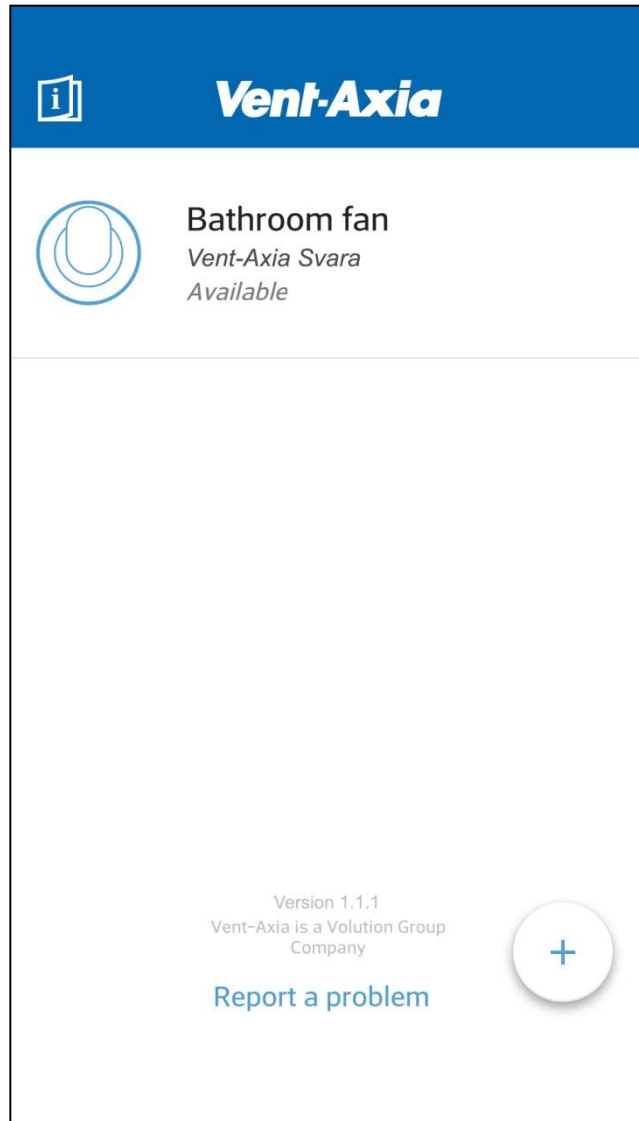 i
Vent-Axia
Bathroom fan
Vent-Axia Svara
Available
Version 1.1.1
Vent-Axia is a Volution Group
Company
+
Report a problem